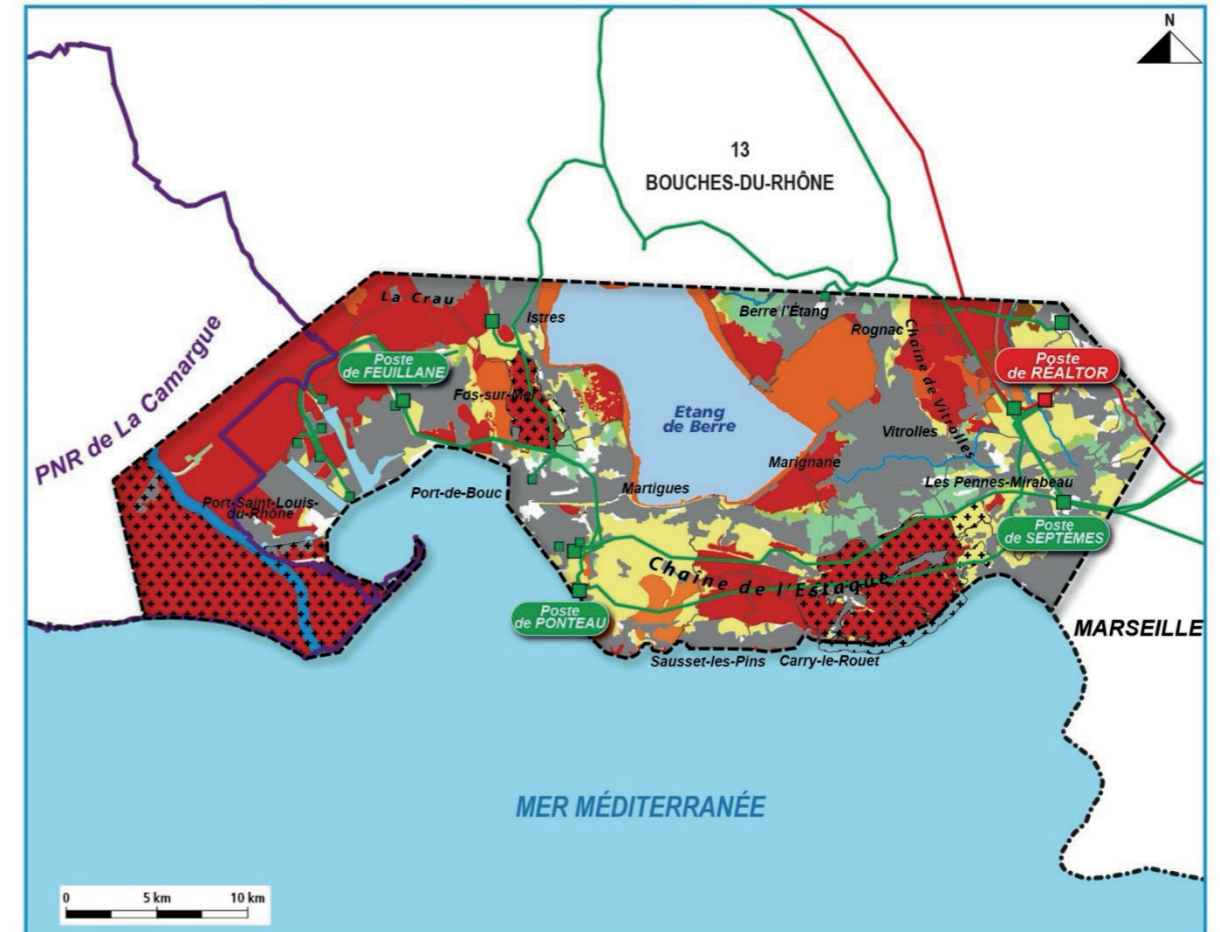 N
13
BOUCHES-DU-RHÔNE
PNR de La Camargue
La Crau
Istres
Berre l'Étang
Rognac
Chaîne de Vitrolles
Poste
de FEUILLANE
Poste
de RÉALTOR
Fos-sur-Mer
Etang
de Berre
Vitrolles
Marignane
Les Pennes-Mirabeau
Port-Saint-Louis-
du-Rhône
Port-de-Bouc
Martigues
Poste
de SEPTÈMES
Chaîne de l'Estaque
Poste
de PONTEAU
MARSEILLE
Sausset-les-Pins
Carry-le-Rouet
MER MÉDITERRANÉE
0 5 km 10 km